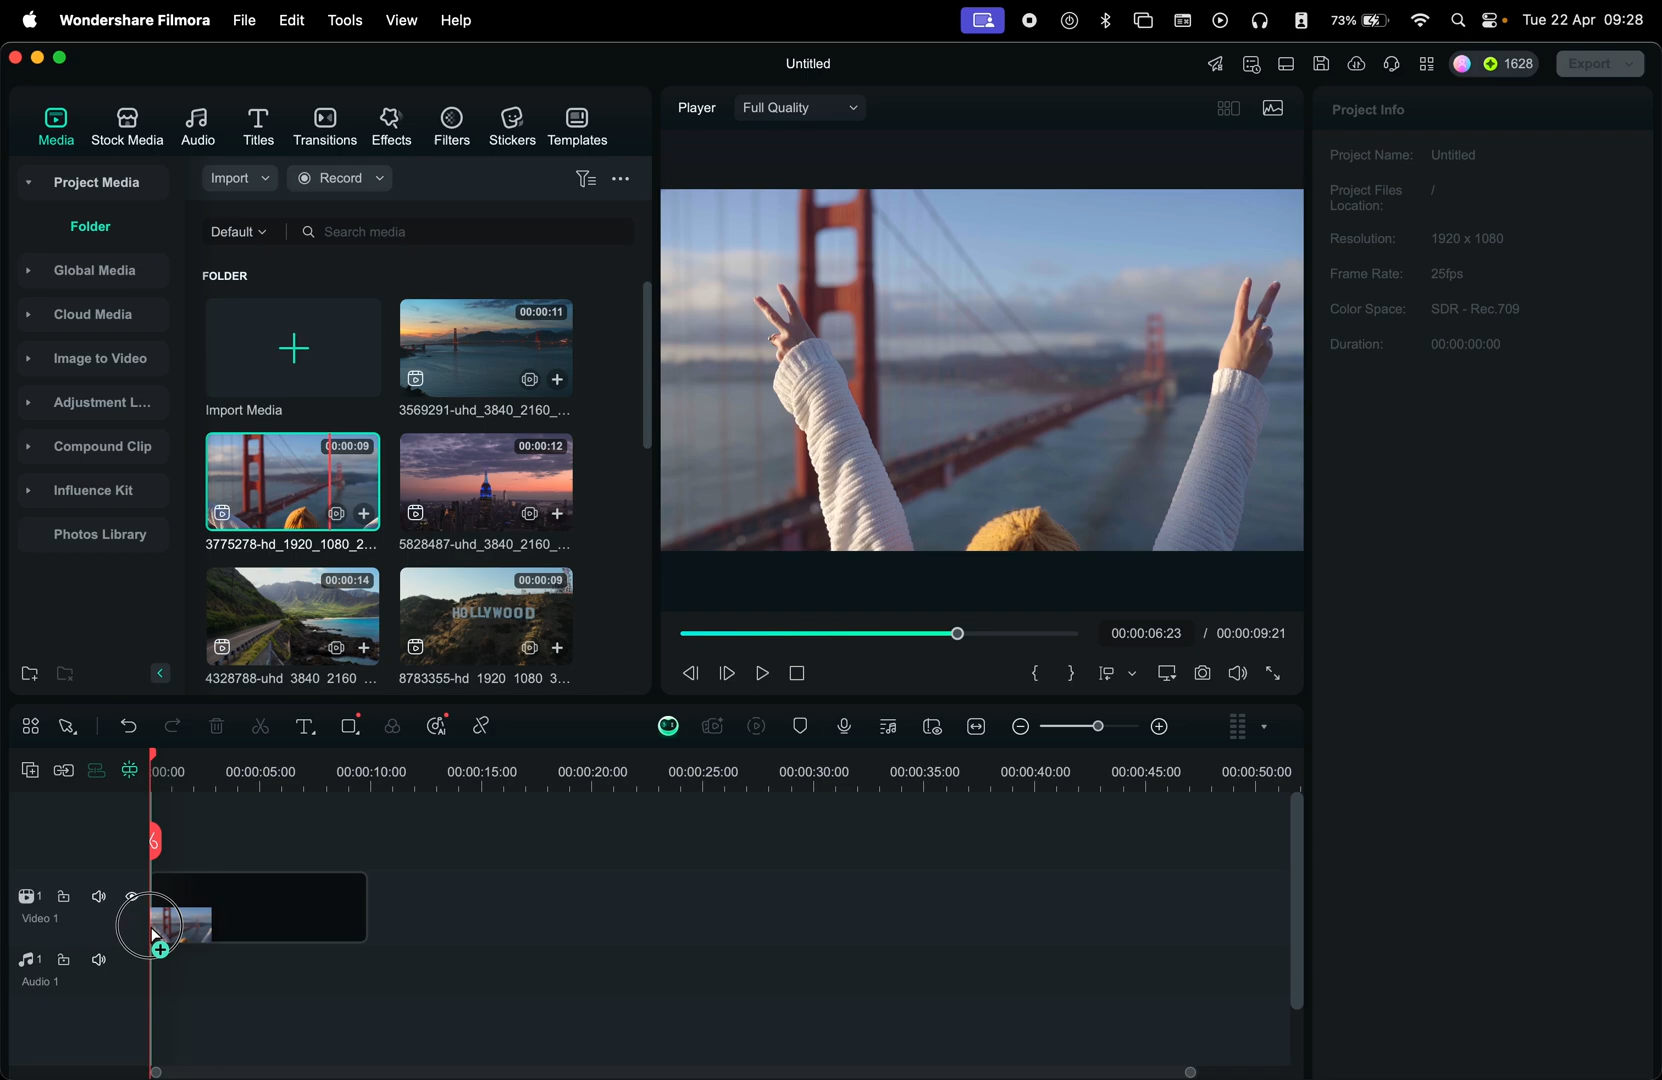 Wondershare Filmora File Edit Tools View Help 73% Tue 22 Apr 09:28
Untitled
1628 Export
Media Stock Media Audio Titles Transitions Effects Filters Stickers Templates
Player Full Quality
Project Info
Project Media
Folder
Global Media
Cloud Media
Image to Video
Adjustment L...
Compound Clip
Influence Kit
Photos Library
Import Record
Default Search media
FOLDER
00:00:11
Import Media 3569291-uhd_3840_2160_...
00:00:09 00:00:12
3775278-hd_1920_1080_2... 5828487-uhd_3840_2160_...
00:00:14 00:00:09
HOLLYWOOD
4328788-uhd 3840 2160 ... 8783355-hd 1920 1080 3...
00:00:06:23 / 00:00:09:21
Project Name: Untitled
Project Files /
Location:
Resolution: 1920 x 1080
Frame Rate: 25fps
Color Space: SDR - Rec.709
Duration: 00:00:00:00
:00:00 00:00:05:00 00:00:10:00 00:00:15:00 00:00:20:00 00:00:25:00 00:00:30:00 00:00:35:00 00:00:40:00 00:00:45:00 00:00:50:00
1
Video 1
1
Audio 1